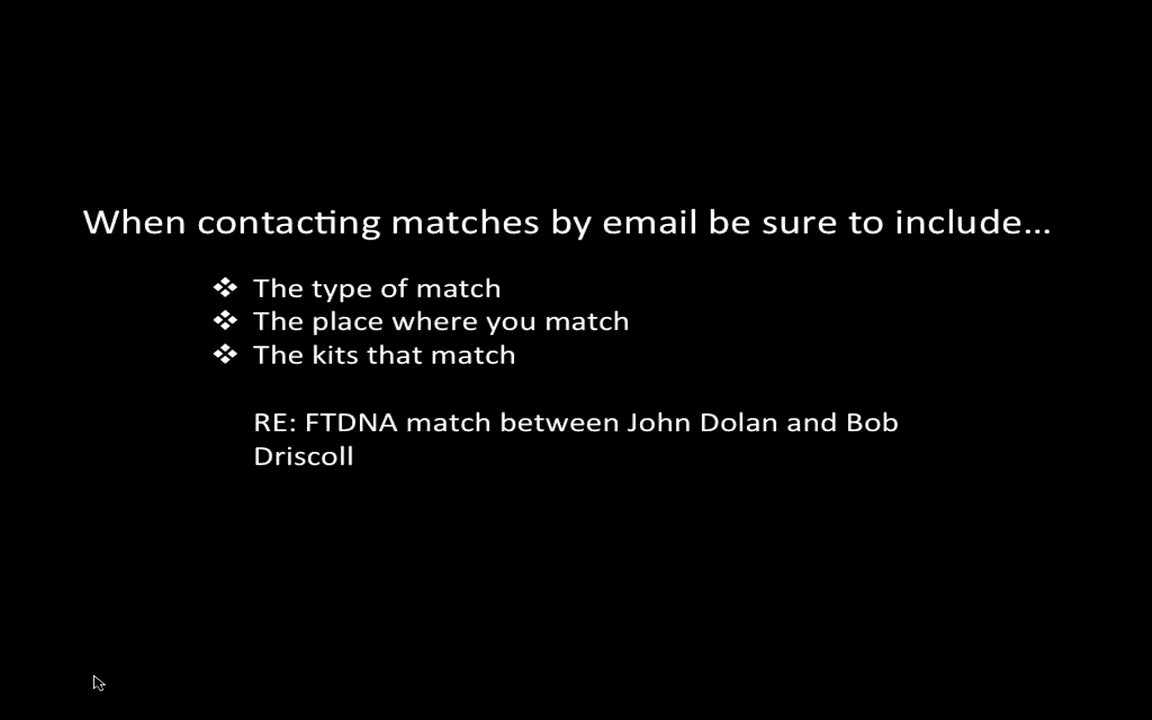 When contacting matches by email be sure to include...
❖ The type of match
❖ The place where you match
❖ The kits that match
RE: FTDNA match between John Dolan and Bob
Driscoll